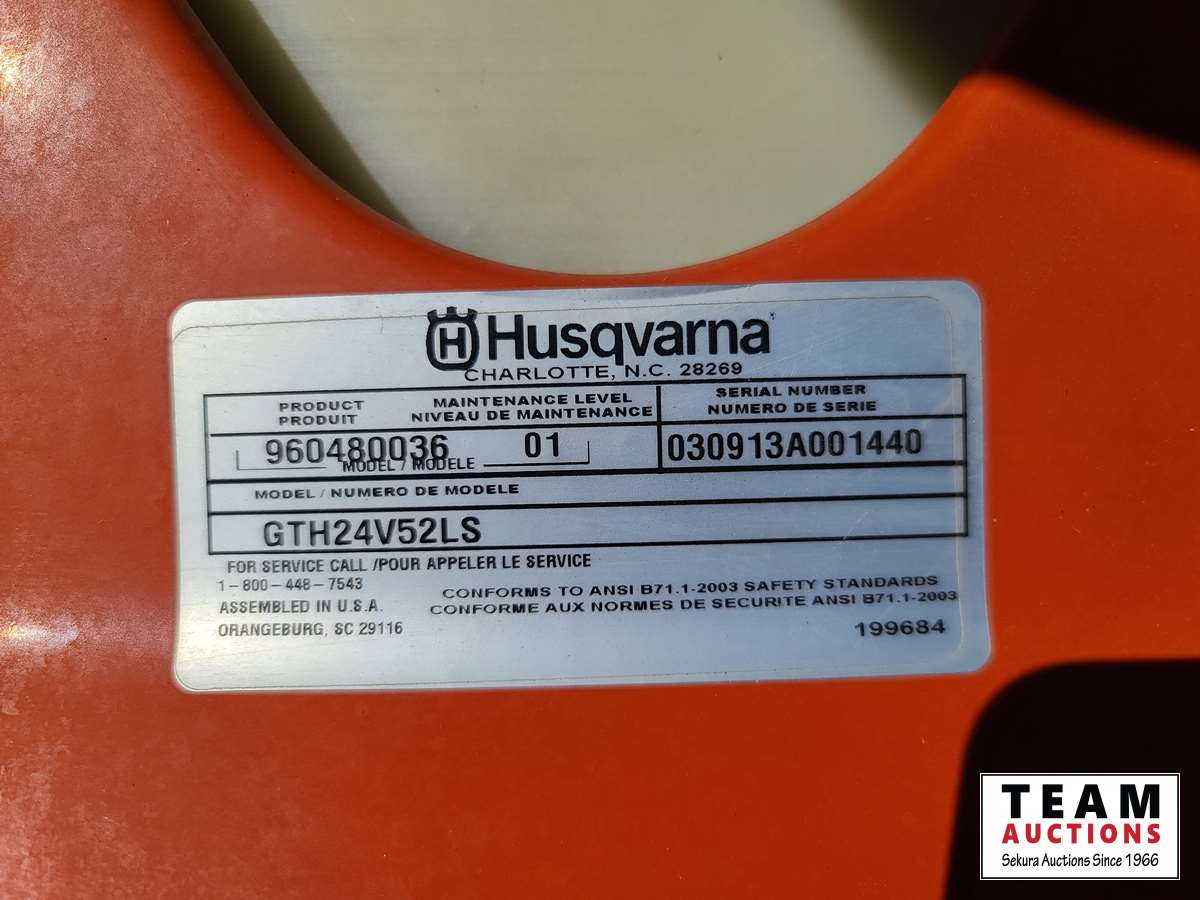 H Husqvarna
CHARLOTTE, N.C. 28269
PRODUCT MAINTENANCE LEVEL SERIAL NUMBER
PRODUIT NIVEAU DE MAINTENANCE NUMERO DE SERIE
960480036 01 030913A001440
MODEL / MODELE
MODEL / NUMERO DE MODELE
GTH24V52LS
FOR SERVICE CALL /POUR APPELER LE SERVICE
1-800-448-7543
ASSEMBLED IN U.S.A.
ORANGEBURG, SC 29116
CONFORMS TO ANSI B71.1-2003 SAFETY STANDARDS
CONFORME AUX NORMES DE SECURITE ANSI B71.1-2003
199684
TEAM
AUCTIONS
Sekura Auctions Since 1966